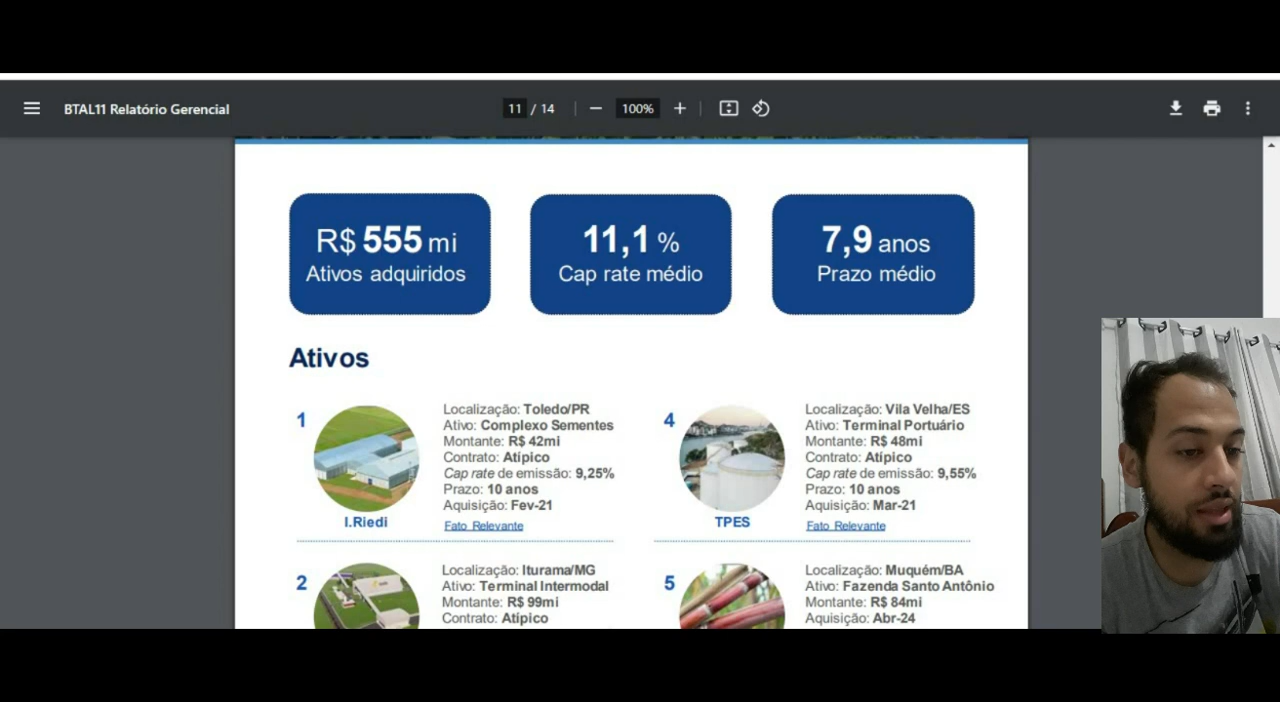 BTAL11 Relatório Gerencial
11 / 14
100%
R$ 555 mi
Ativos adquiridos
11,1 %
Cap rate médio
7,9 anos
Prazo médio
Ativos
1
Localização: Toledo/PR
Ativo: Complexo Sementes
Montante: R$ 42mi
Contrato: Atípico
Cap rate de emissão: 9,25%
Prazo: 10 anos
Aquisição: Fev-21
I.Riedi
Fato Relevante
4
Localização: Vila Velha/ES
Ativo: Terminal Portuário
Montante: R$ 48mi
Contrato: Atípico
Cap rate de emissão: 9,55%
Prazo: 10 anos
Aquisição: Mar-21
TPES
Fato Relevante
2
Localização: Iturama/MG
Ativo: Terminal Intermodal
Montante: R$ 99mi
Contrato: Atípico
5
Localização: Muquém/BA
Ativo: Fazenda Santo Antônio
Montante: R$ 84mi
Aquisição: Abr-24